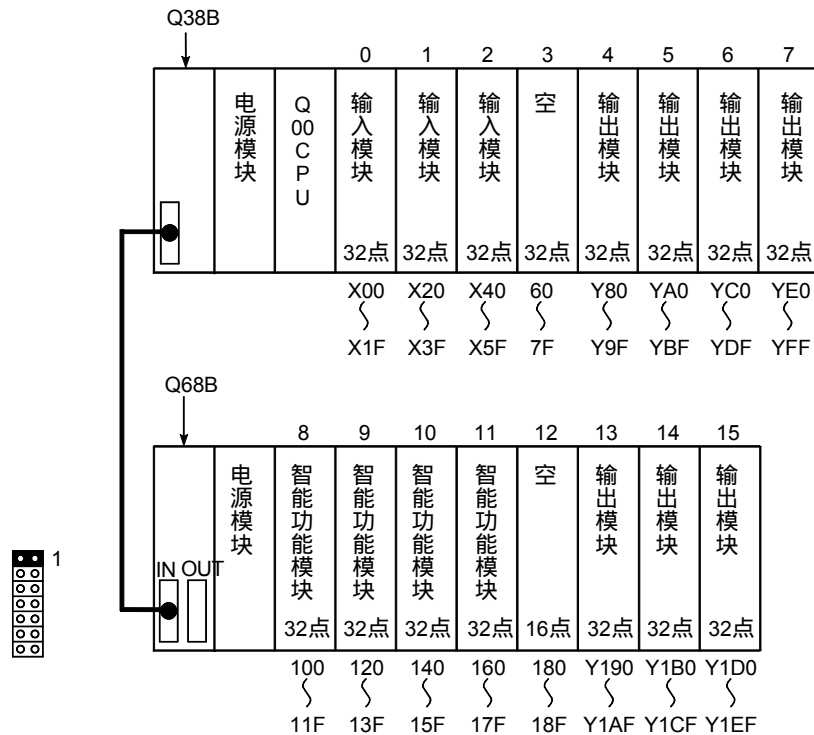 Q38B
0 1 2 3 4 5 6 7
电源模块 Q00CPU 输入模块 输入模块 输入模块 空 输出模块 输出模块 输出模块 输出模块
32点 32点 32点 32点 32点 32点 32点 32点
X00 X20 X40 60 Y80 YA0 YC0 YE0
X1F X3F X5F 7F Y9F YBF YDF YFF
Q68B
8 9 10 11 12 13 14 15
电源模块 智能功能模块 智能功能模块 智能功能模块 智能功能模块 空 输出模块 输出模块 输出模块
1
IN OUT
32点 32点 32点 32点 16点 32点 32点 32点
100 120 140 160 180 Y190 Y1B0 Y1D0
11F 13F 15F 17F 18F Y1AF Y1CF Y1EF